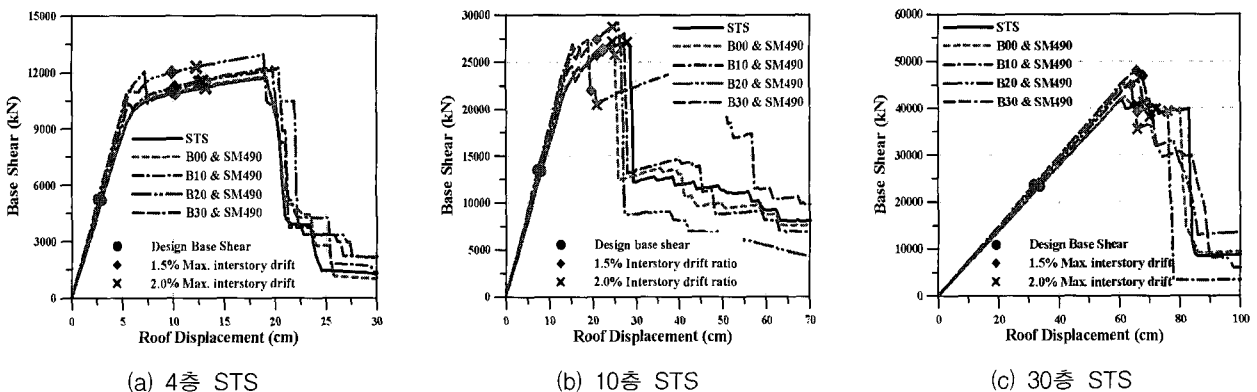 15000
12000
9000
6000
3000
0
Base Shear (kN)
STS
B00 & SM490
B10 & SM490
B20 & SM490
B30 & SM490
Design Base Shear
1.5% Max. interstory drift
2.0% Max. interstory drift
0 5 10 15 20 25 30
Roof Displacement (cm)
(a) 4층 STS
30000
25000
20000
15000
10000
5000
0
Base Shear (kN)
STS
B00 & SM490
B10 & SM490
B20 & SM490
B30 & SM490
Design Base shear
1.5% Interstory drift ratio
2.0% Interstory drift ratio
0 10 20 30 40 50 60 70
Roof Displacement (cm)
(b) 10층 STS
60000
50000
40000
30000
20000
10000
0
Base Shear (kN)
STS
B00 & SM490
B10 & SM490
B20 & SM490
B30 & SM490
Design Base Shear
1.5% Max. interstory drift
2.0% Max. interstory drift
0 20 40 60 80 100
Roof Displacement (cm)
(c) 30층 STS